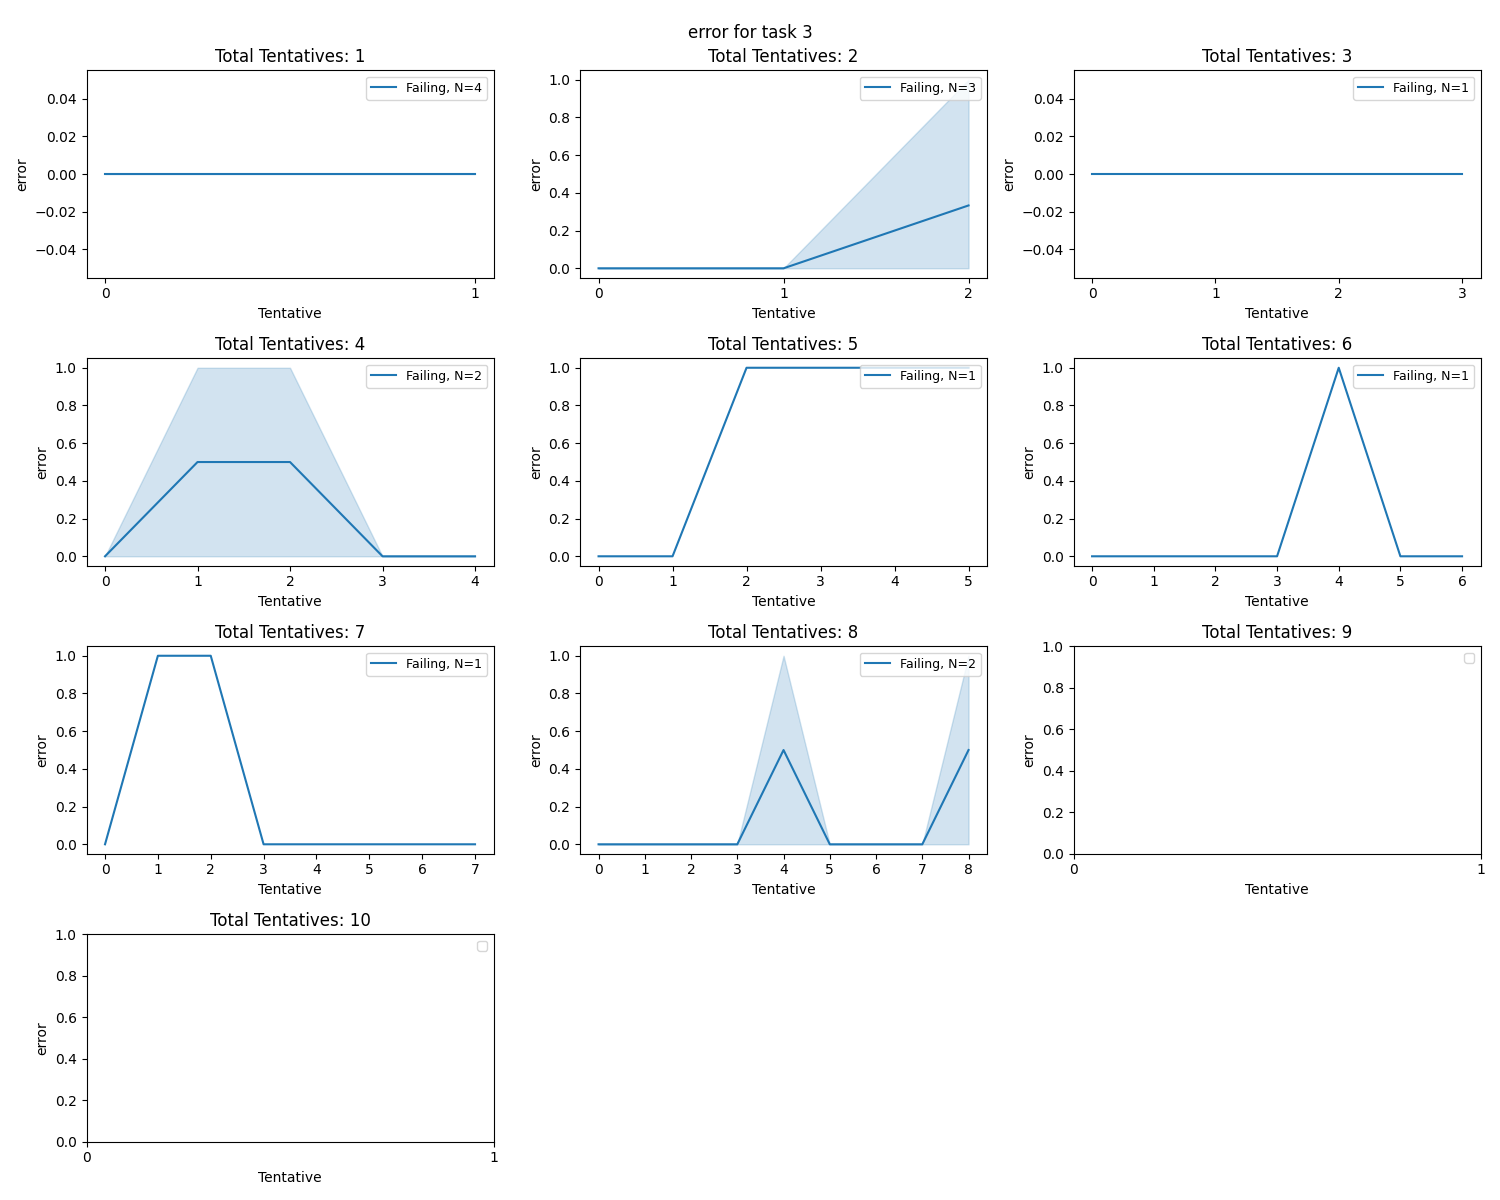 error for task 3
Total Tentatives: 1
error
0.04
0.02
0.00
−0.02
−0.04
Failing, N=4
0 1
Tentative
Total Tentatives: 2
error
1.0
0.8
0.6
0.4
0.2
0.0
Failing, N=3
0 1 2
Tentative
Total Tentatives: 3
error
0.04
0.02
0.00
−0.02
−0.04
Failing, N=1
0 1 2 3
Tentative
Total Tentatives: 4
error
1.0
0.8
0.6
0.4
0.2
0.0
Failing, N=2
0 1 2 3 4
Tentative
Total Tentatives: 5
error
1.0
0.8
0.6
0.4
0.2
0.0
Failing, N=1
0 1 2 3 4 5
Tentative
Total Tentatives: 6
error
1.0
0.8
0.6
0.4
0.2
0.0
Failing, N=1
0 1 2 3 4 5 6
Tentative
Total Tentatives: 7
error
1.0
0.8
0.6
0.4
0.2
0.0
Failing, N=1
0 1 2 3 4 5 6 7
Tentative
Total Tentatives: 8
error
1.0
0.8
0.6
0.4
0.2
0.0
Failing, N=2
0 1 2 3 4 5 6 7 8
Tentative
Total Tentatives: 9
error
1.0
0.8
0.6
0.4
0.2
0.0
0 1
Tentative
Total Tentatives: 10
error
1.0
0.8
0.6
0.4
0.2
0.0
0 1
Tentative